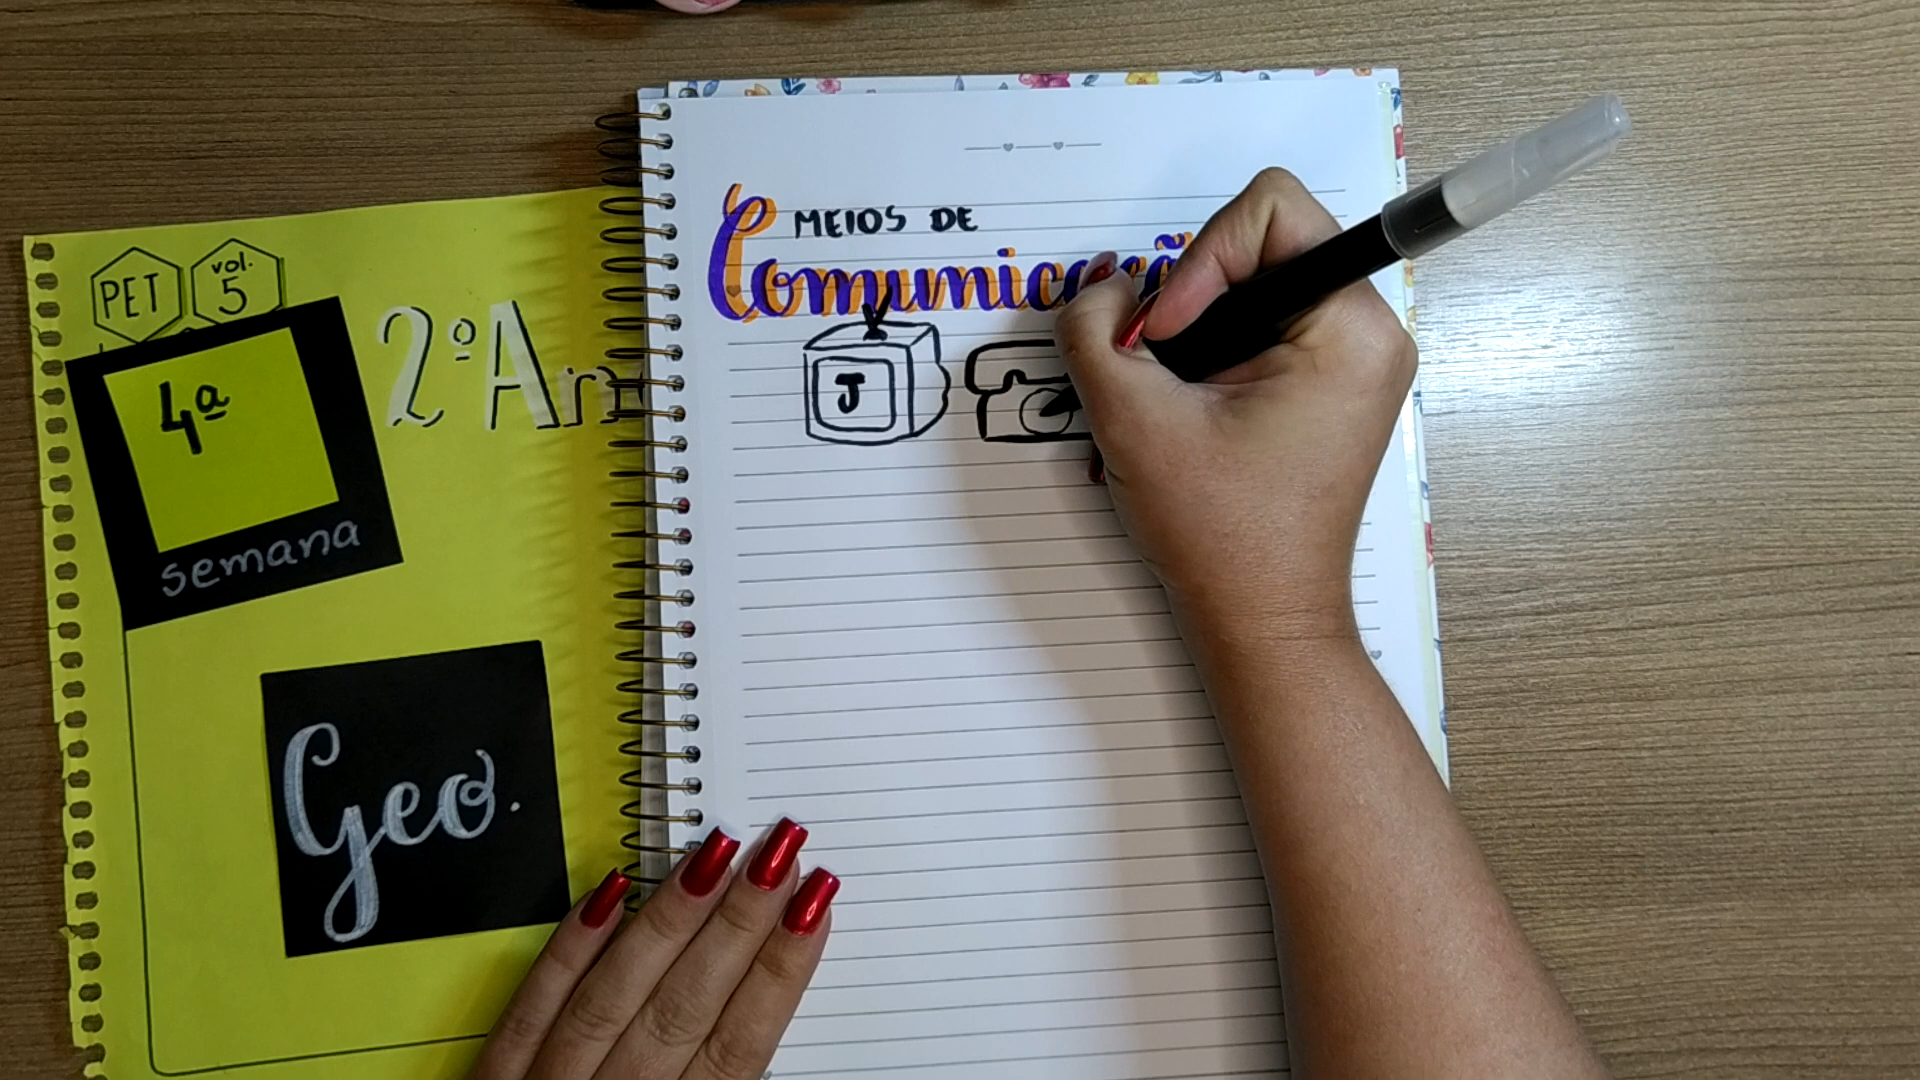 PET
vol.
5
2º An
4ª
semana
Geo.
MEIOS DE
Comunicaçã
J